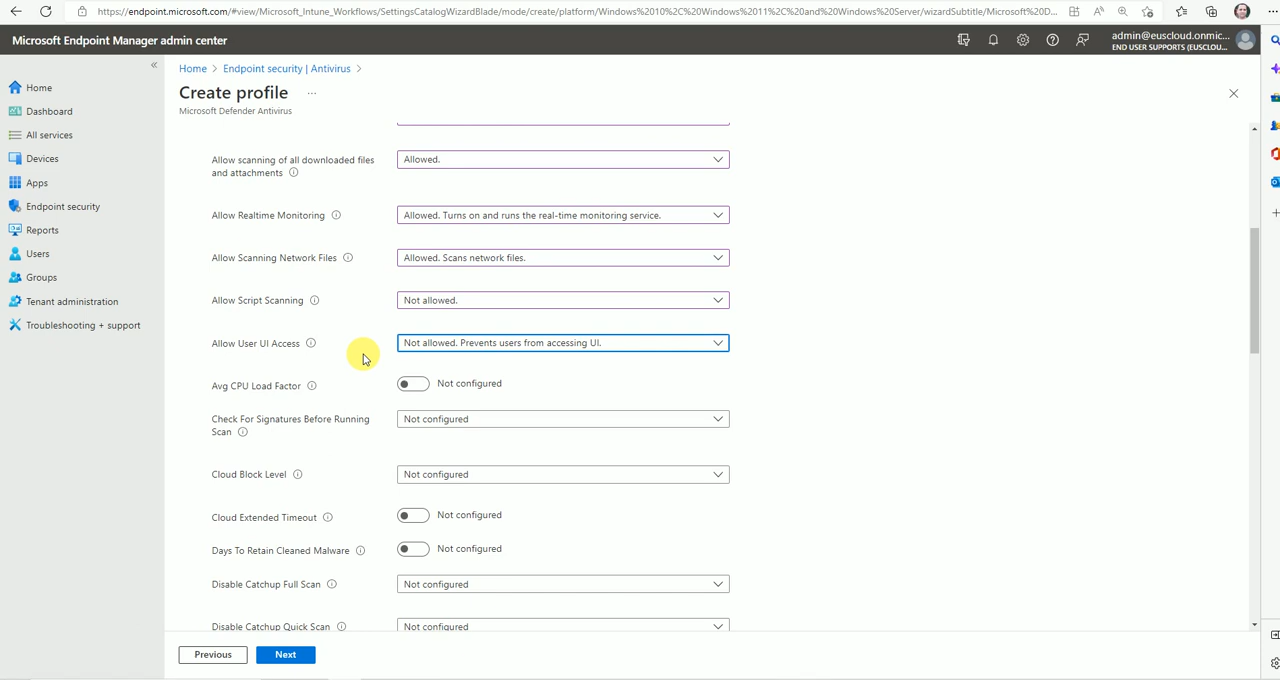 https://endpoint.microsoft.com/#view/Microsoft_Intune_Workflows/SettingsCatalogWizardBlade/mode/create/platform/Windows%2010%2C%20Windows%2011%2C%20and%20Windows%20Server/wizardSubtitle/Microsoft%20D...
Microsoft Endpoint Manager admin center
admin@euscloud.onmic...
END USER SUPPORTS (EUSCLOU...
Home > Endpoint security | Antivirus >
Create profile ...
Microsoft Defender Antivirus
Home
Dashboard
All services
Devices
Apps
Endpoint security
Reports
Users
Groups
Tenant administration
Troubleshooting + support
Allow scanning of all downloaded files
and attachments
Allowed.
Allow Realtime Monitoring
Allowed. Turns on and runs the real-time monitoring service.
Allow Scanning Network Files
Allowed. Scans network files.
Allow Script Scanning
Not allowed.
Allow User UI Access
Not allowed. Prevents users from accessing UI.
Avg CPU Load Factor
Not configured
Check For Signatures Before Running
Scan
Not configured
Cloud Block Level
Not configured
Cloud Extended Timeout
Not configured
Days To Retain Cleaned Malware
Not configured
Disable Catchup Full Scan
Not configured
Disable Catchup Quick Scan
Not configured
Previous
Next